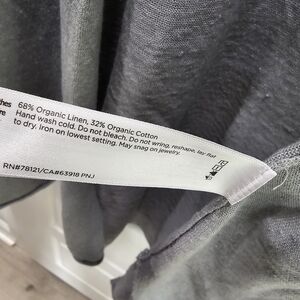 68% Organic Linen, 32% Organic Cotton
Hand wash cold. Do not bleach. Do not wring, reshape, lay flat
to dry. Iron on lowest setting. May snag on jewelry.
RN#78121/CA#63918 PNJ